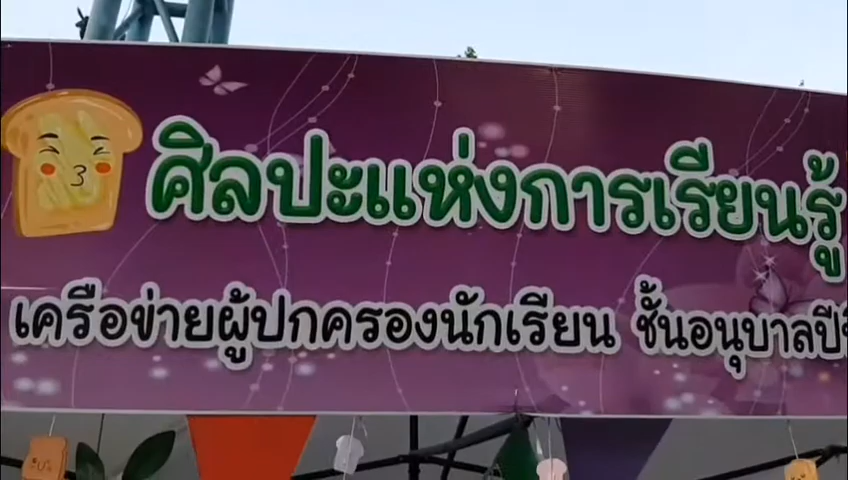 ศิลปะแห่งการเรียนรู้
เครือข่ายผู้ปกครองนักเรียน ชั้นอนุบาลปี